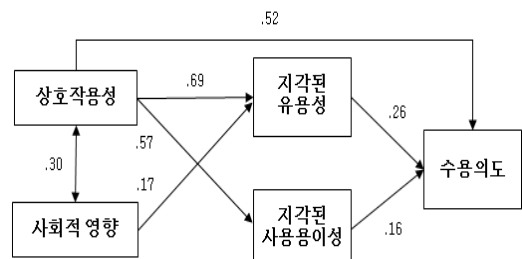 .52
상호작용성
.69
지각된
유용성
.26
.30
.57
.17
수용의도
사회적 영향
지각된
사용용이성
.16